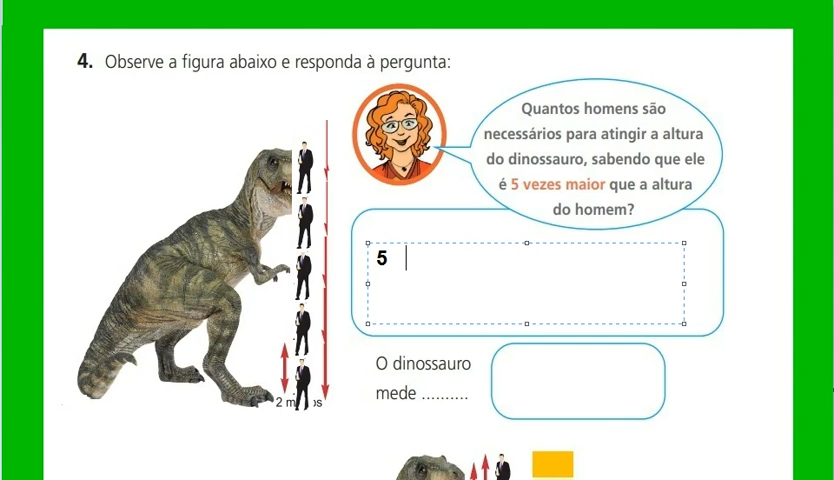 4. Observe a figura abaixo e responda à pergunta:
Quantos homens são
necessários para atingir a altura
do dinossauro, sabendo que ele
é 5 vezes maior que a altura
do homem?
5
O dinossauro
mede ..........
2